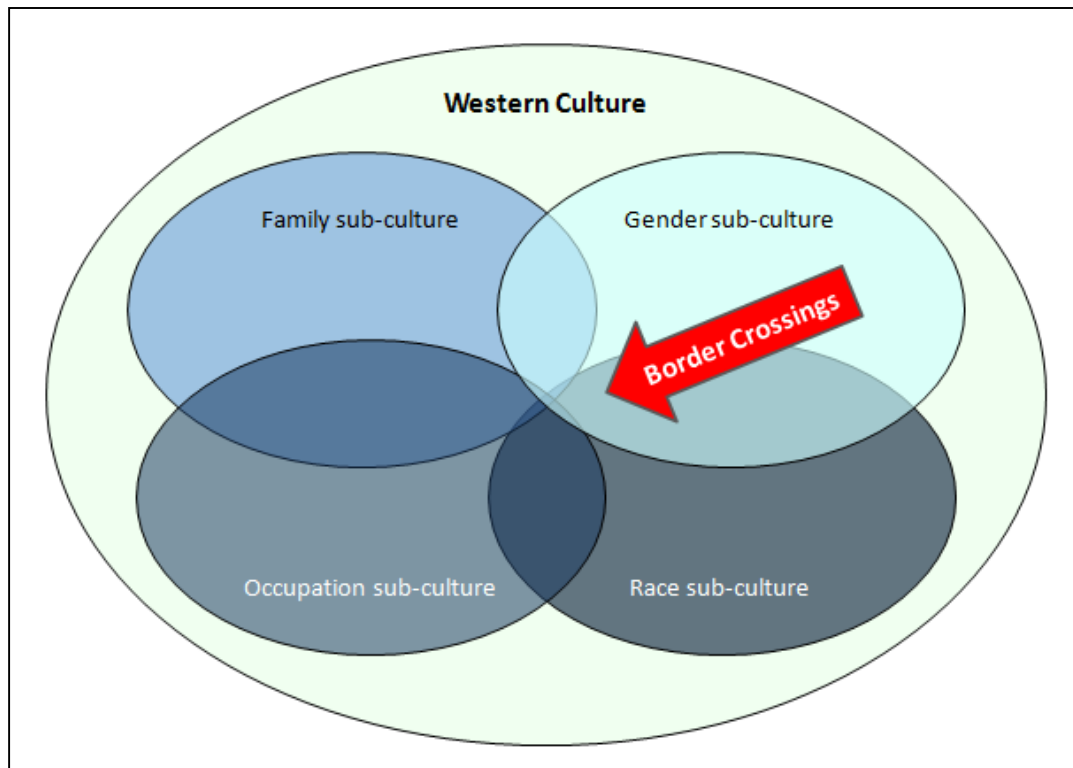 Western Culture
Family sub-culture
Gender sub-culture
Border Crossings
Occupation sub-culture
Race sub-culture